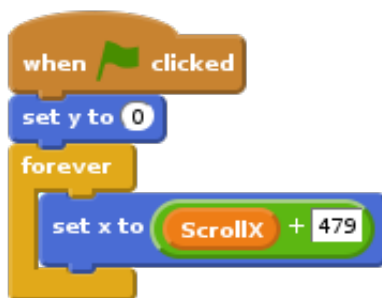 when clicked
set y to 0
forever
set x to ScrollX + 479